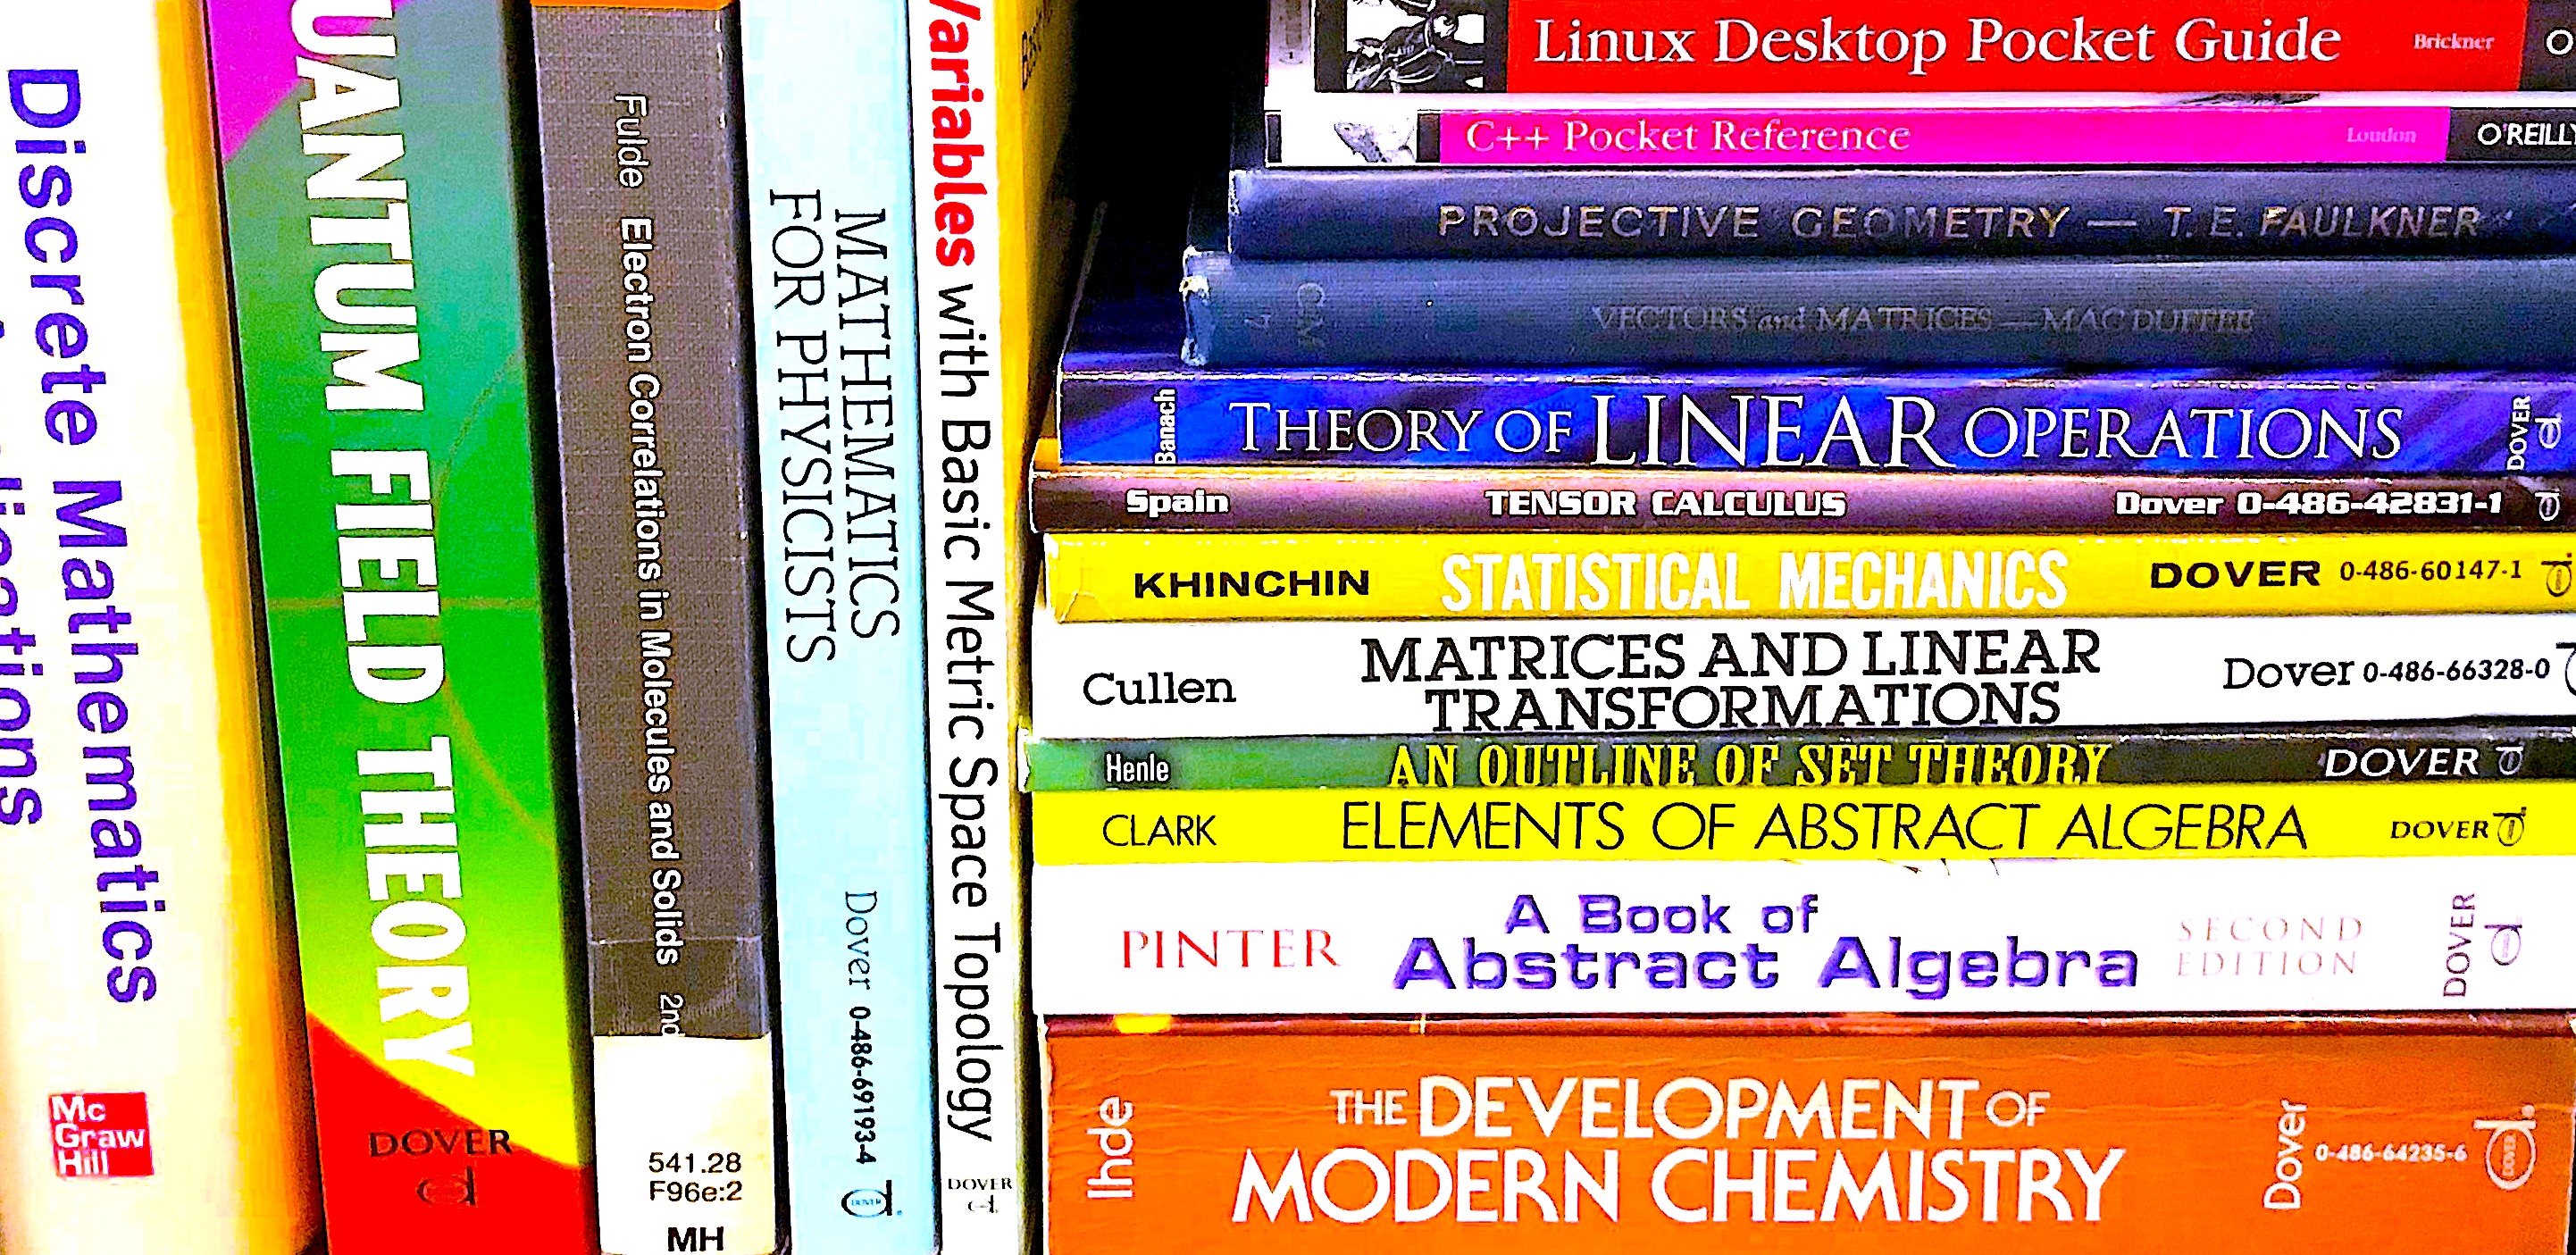 Discrete Mathematics
Mc
Graw
Hill
UANTUM FIELD THEORY
DOVER
Fulde Electron Correlations in Molecules and Solids 2nd
541.28
F96e:2
MH
MATHEMATICS
FOR PHYSICISTS
Dover 0-486-69193-4
Variables with Basic Metric Space Topology
DOVER
Linux Desktop Pocket Guide Brickner O
C++ Pocket Reference Loudon O'REILLY
PROJECTIVE GEOMETRY — T. E. FAULKNER
VECTORS and MATRICES — MAC DUFFEE
Banach THEORY OF LINEAR OPERATIONS DOVER
Spain TENSOR CALCULUS Dover 0-486-42831-1
KHINCHIN STATISTICAL MECHANICS DOVER 0-486-60147-1
Cullen MATRICES AND LINEAR
TRANSFORMATIONS Dover 0-486-66328-0
Henle AN OUTLINE OF SET THEORY DOVER
CLARK ELEMENTS OF ABSTRACT ALGEBRA DOVER
PINTER A Book of
Abstract Algebra SECOND
EDITION DOVER
Ihde THE DEVELOPMENT OF
MODERN CHEMISTRY Dover 0-486-64235-6